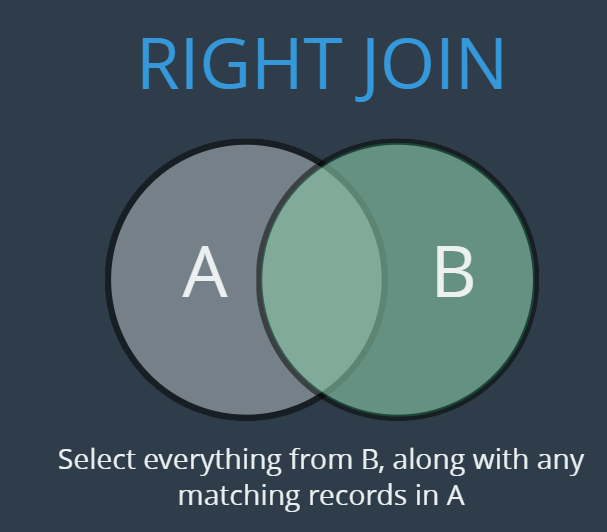 RIGHT JOIN
A
B
Select everything from B, along with any
matching records in A